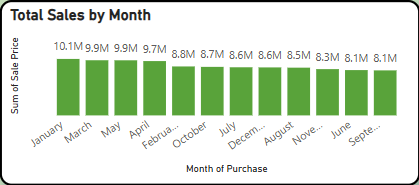 Total Sales by Month
Sum of Sale Price
10.1M 9.9M 9.9M 9.7M 8.8M 8.7M 8.6M 8.6M 8.5M 8.3M 8.1M 8.1M
January March May April Februa... October July Decem... August Nove... June Septe...
Month of Purchase